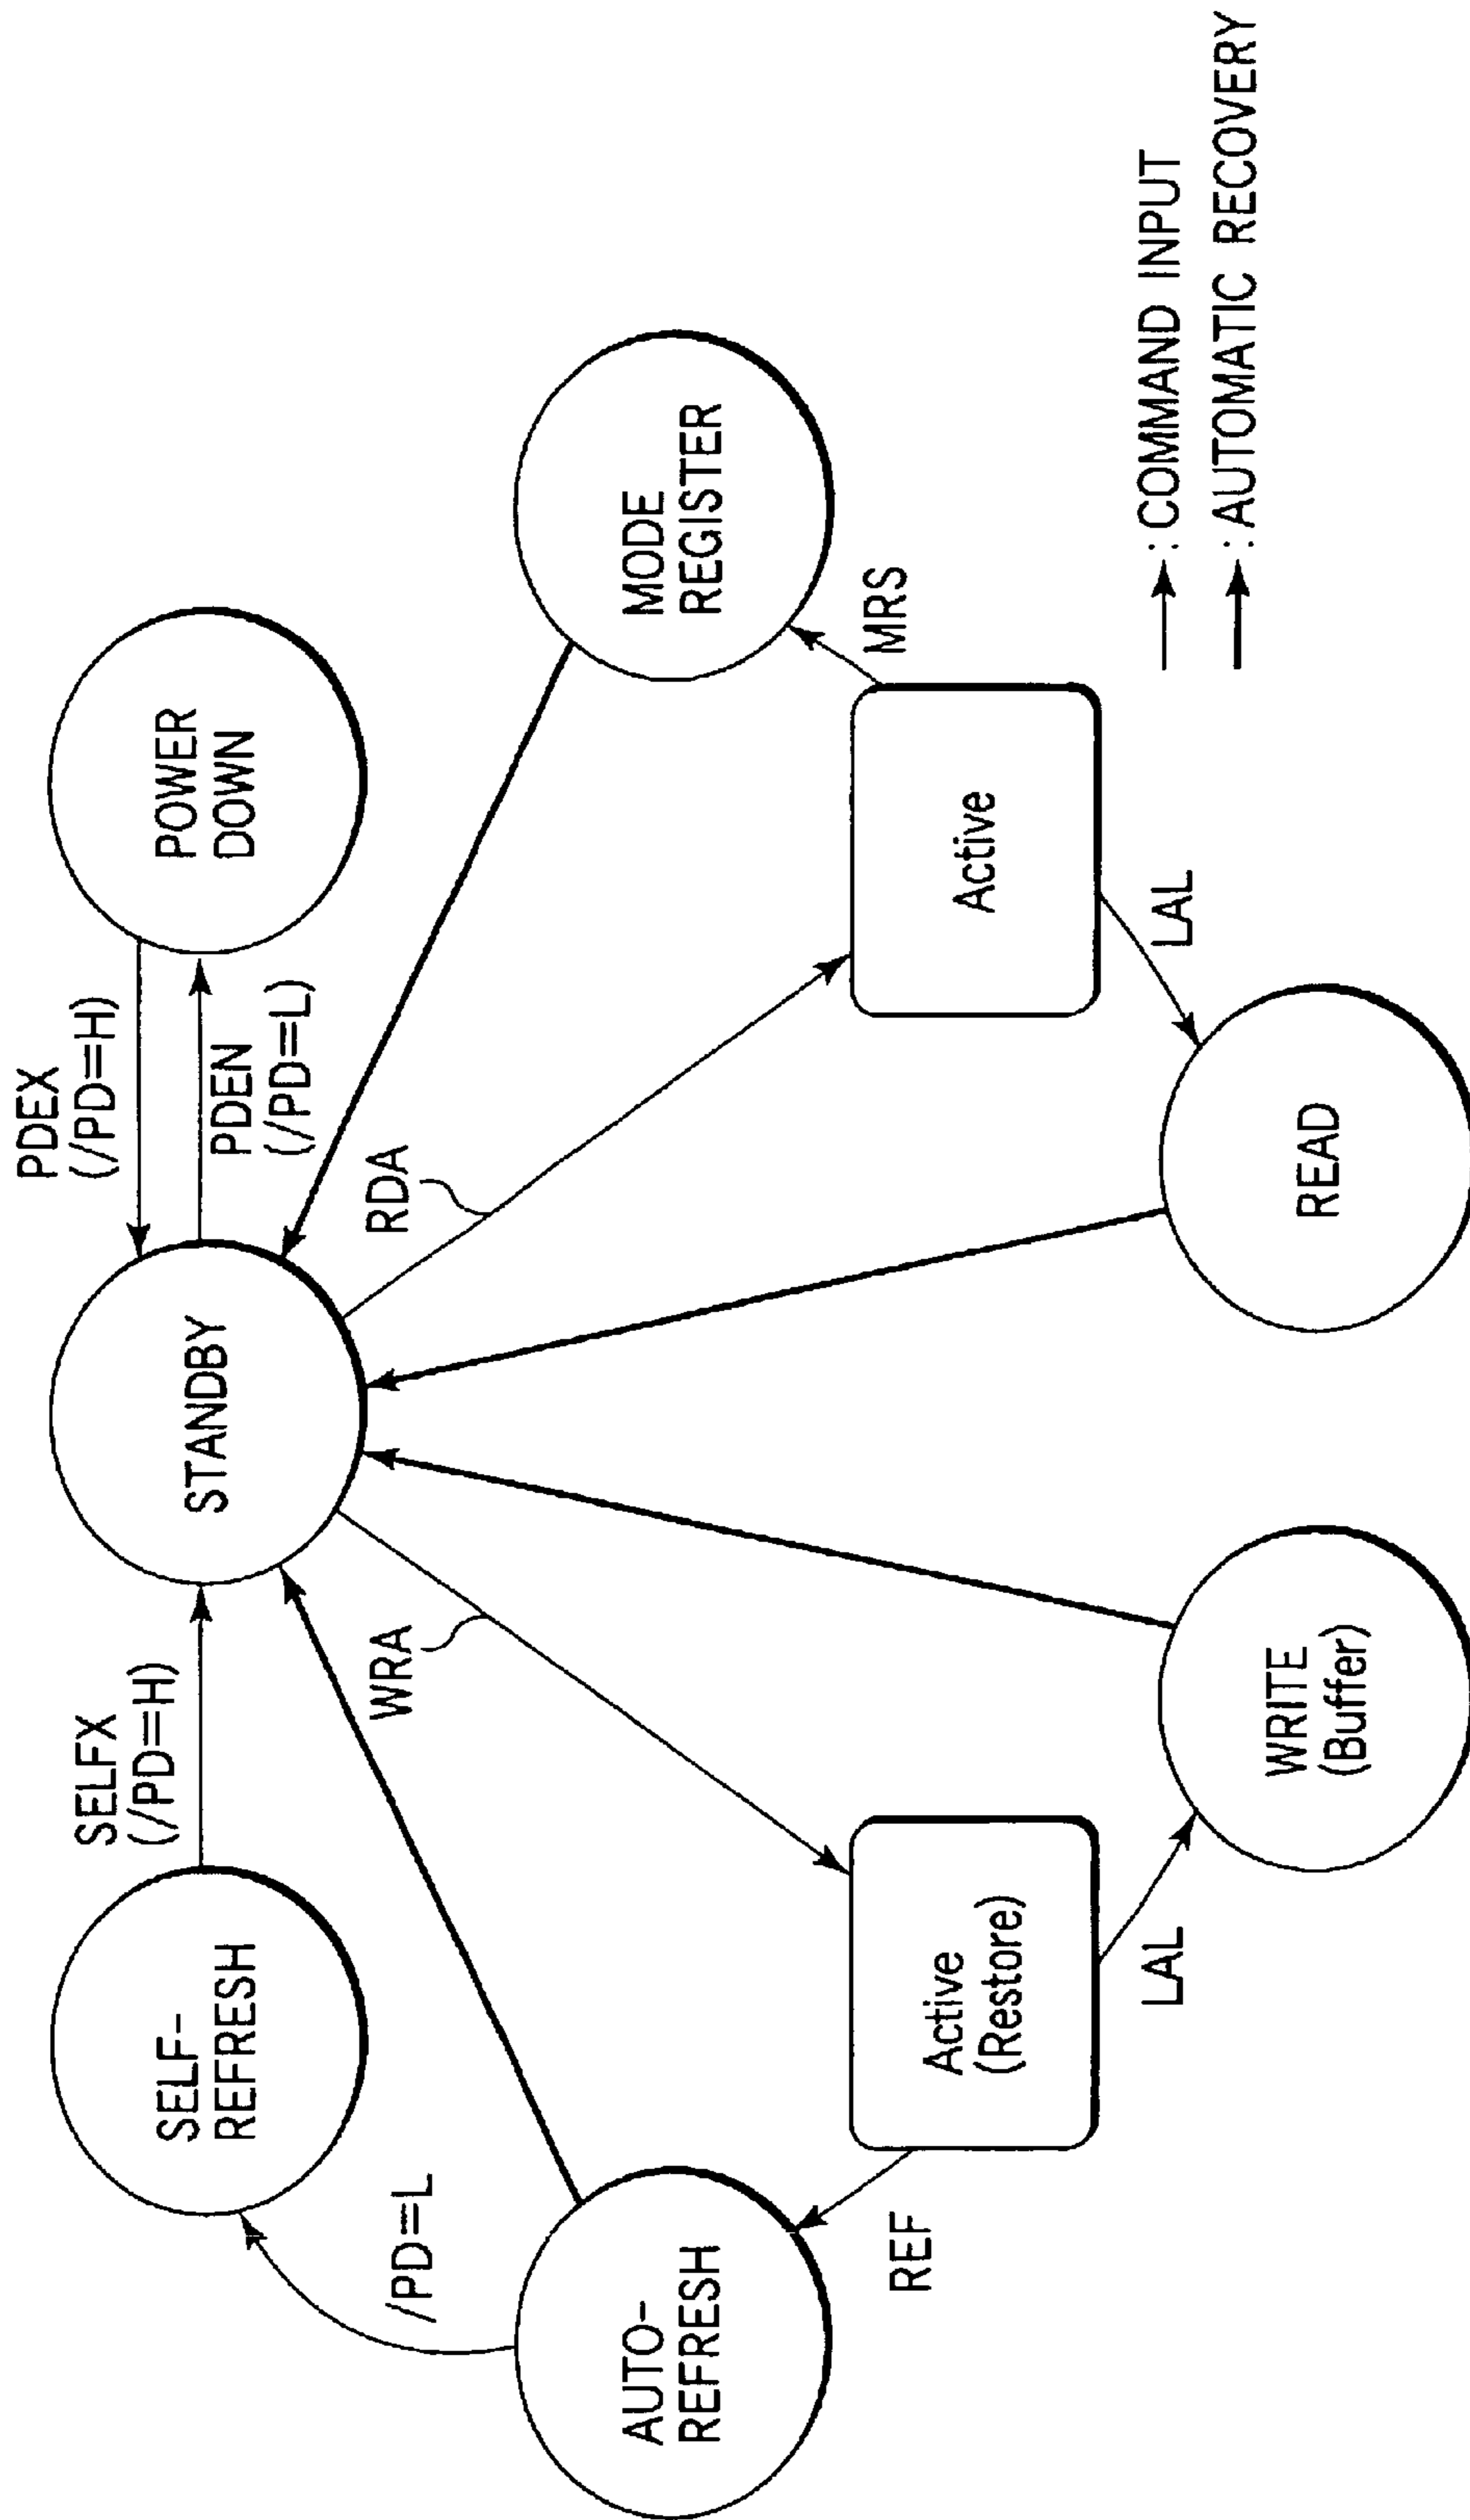 SELF-
REFRESH
SELFX
(/PD=H)
STANDBY
PDEX
(/PD=H)
PDEN
(/PD=L)
POWER
DOWN
/PD=L
WRA
RDA
AUTO-
REFRESH
MODE
REGISTER
REF
MRS
Active
(Restore)
Active
LAL
LAL
WRITE
(Buffer)
READ
: COMMAND INPUT
: AUTOMATIC RECOVERY